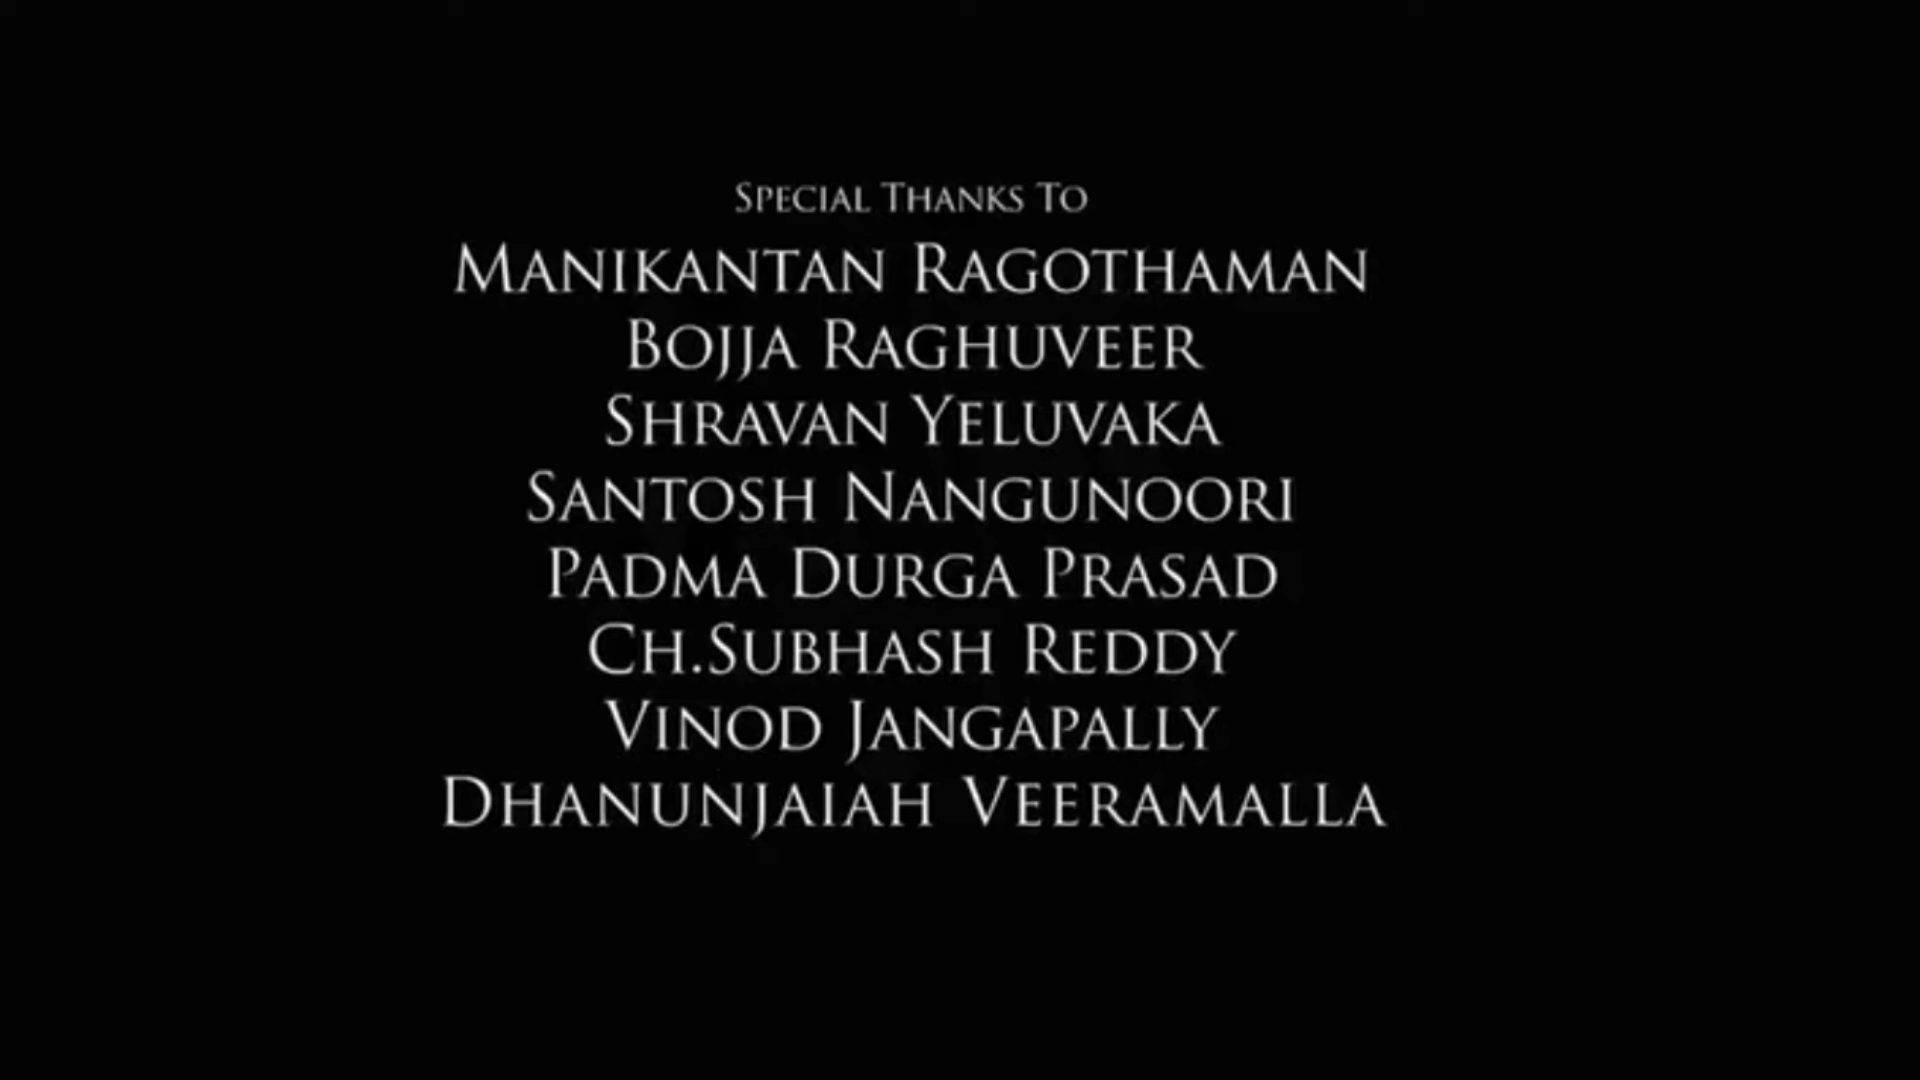 Special Thanks To
Manikantan Ragothaman
Bojja Raghuveer
Shravan Yeluvaka
Santosh Nangunoori
Padma Durga Prasad
Ch.Subhash Reddy
Vinod Jangapally
Dhanunjaiah Veeramalla